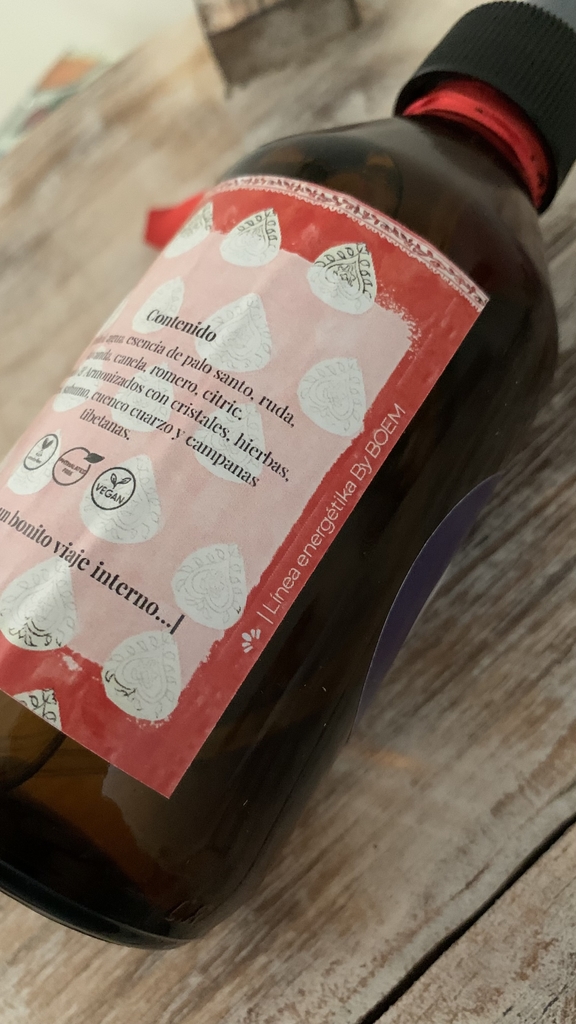 Contenido
esencia de palo santo, ruda,
canela, romero, citric,
Armonizados con cristales, hierbas,
cuenco cuarzo y campanas
tibetanas.
VEGAN
un bonito viaje interno...|
| Línea energétika By BOEM